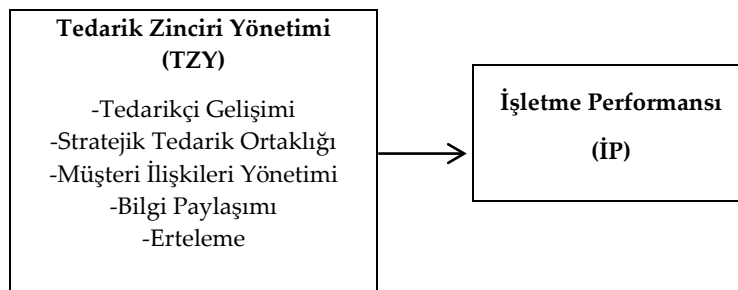 Tedarik Zinciri Yönetimi
(TZY)
-Tedarikçi Gelişimi
-Stratejik Tedarik Ortaklığı
-Müşteri İlişkileri Yönetimi
-Bilgi Paylaşımı
-Erteleme
İşletme Performansı
(İP)